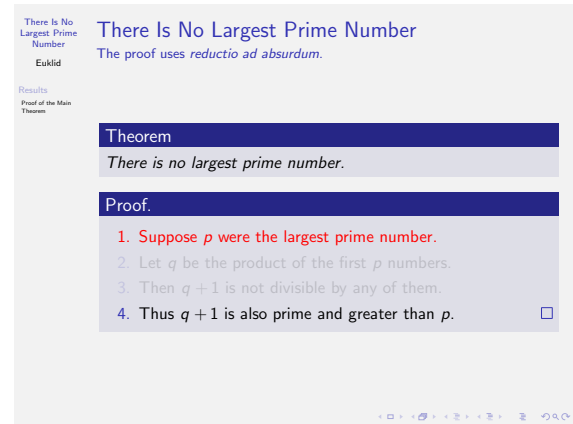 There Is No
Largest Prime
Number
Euklid
Results
Proof of the Main
Theorem
There Is No Largest Prime Number
The proof uses reductio ad absurdum.
Theorem
There is no largest prime number.
Proof.
1. Suppose p were the largest prime number.
2. Let q be the product of the first p numbers.
3. Then q + 1 is not divisible by any of them.
4. Thus q + 1 is also prime and greater than p.